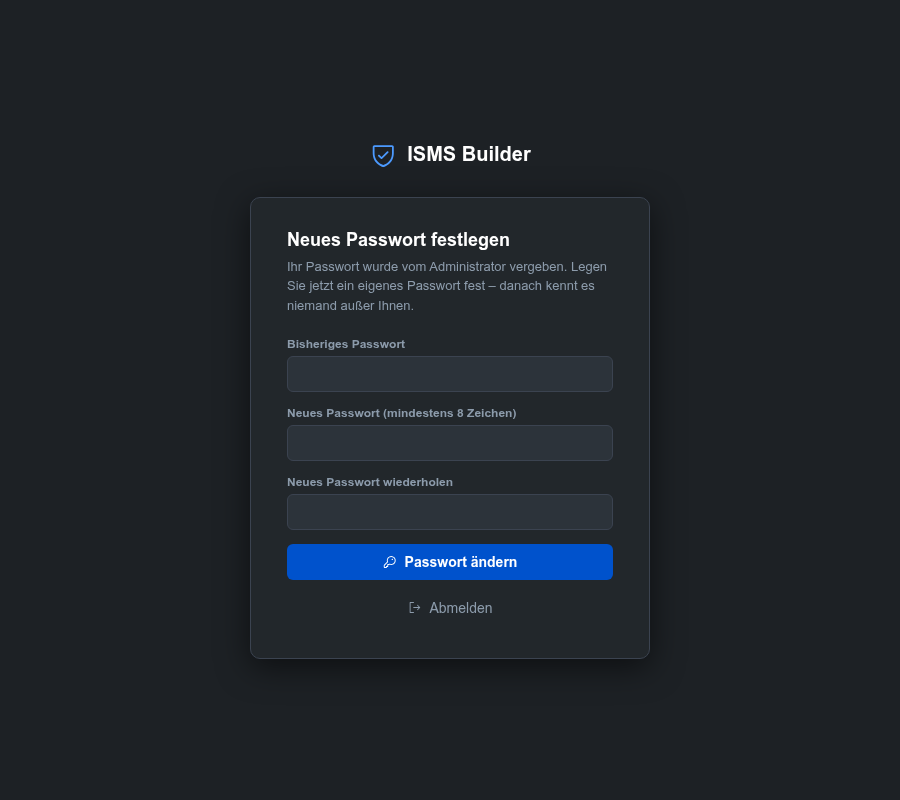 ISMS Builder
Neues Passwort festlegen
Ihr Passwort wurde vom Administrator vergeben. Legen
Sie jetzt ein eigenes Passwort fest – danach kennt es
niemand außer Ihnen.
Bisheriges Passwort
Neues Passwort (mindestens 8 Zeichen)
Neues Passwort wiederholen
Passwort ändern
Abmelden